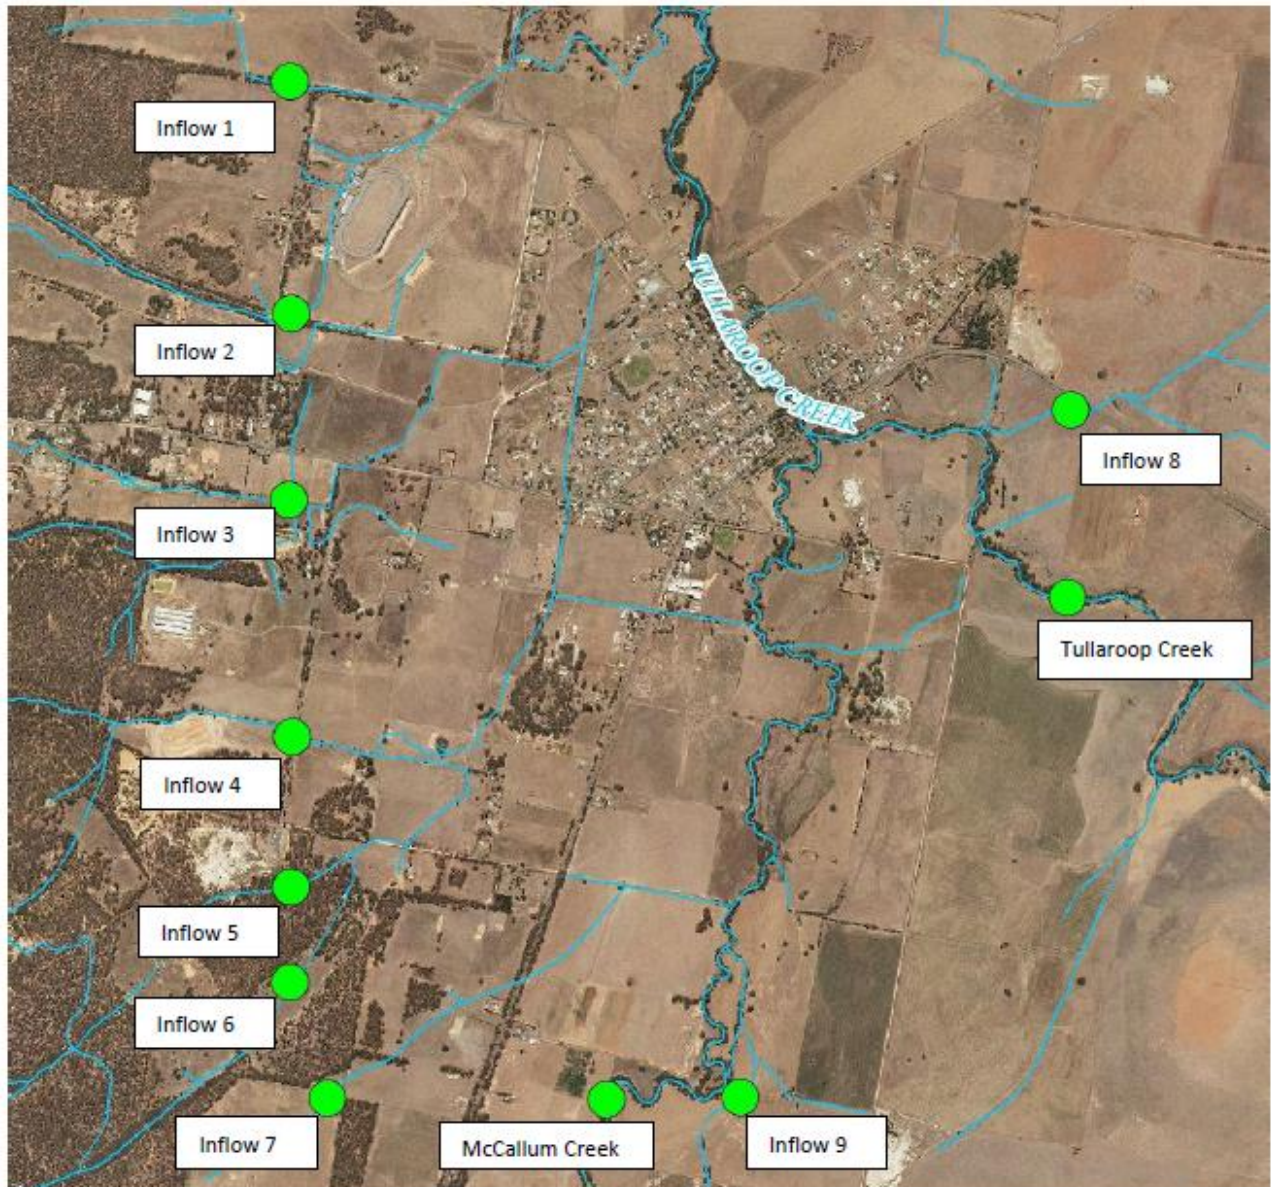 Inflow 1
TULLAROOP CREEK
Inflow 2
Inflow 8
Inflow 3
Tullaroop Creek
Inflow 4
Inflow 5
Inflow 6
Inflow 7
McCallum Creek
Inflow 9